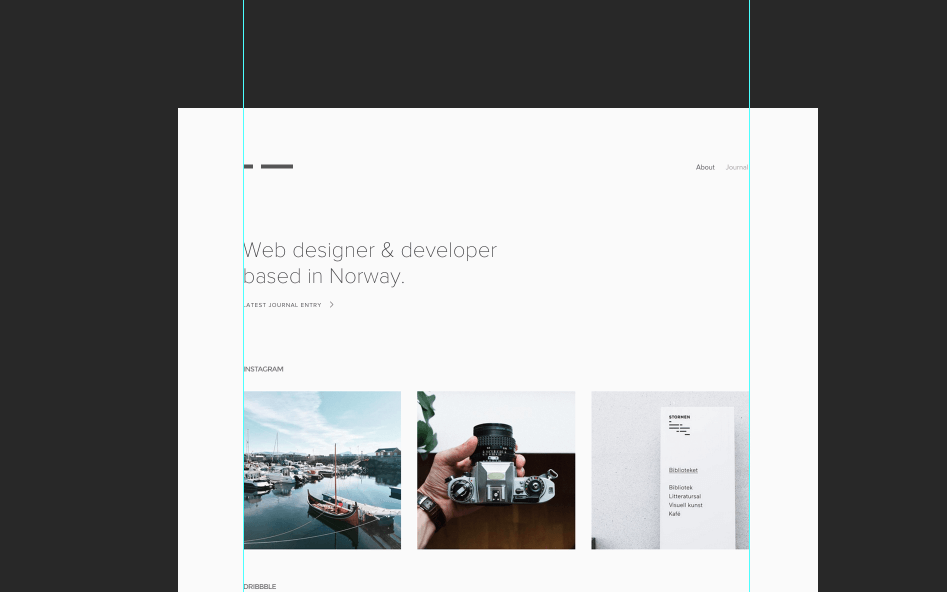 About Journal
Web designer & developer
based in Norway.
LATEST JOURNAL ENTRY
INSTAGRAM
STORMEN
Biblioteket
Bibliotek
Litteratursal
Visuell kunst
Kafé
DRIBBBLE